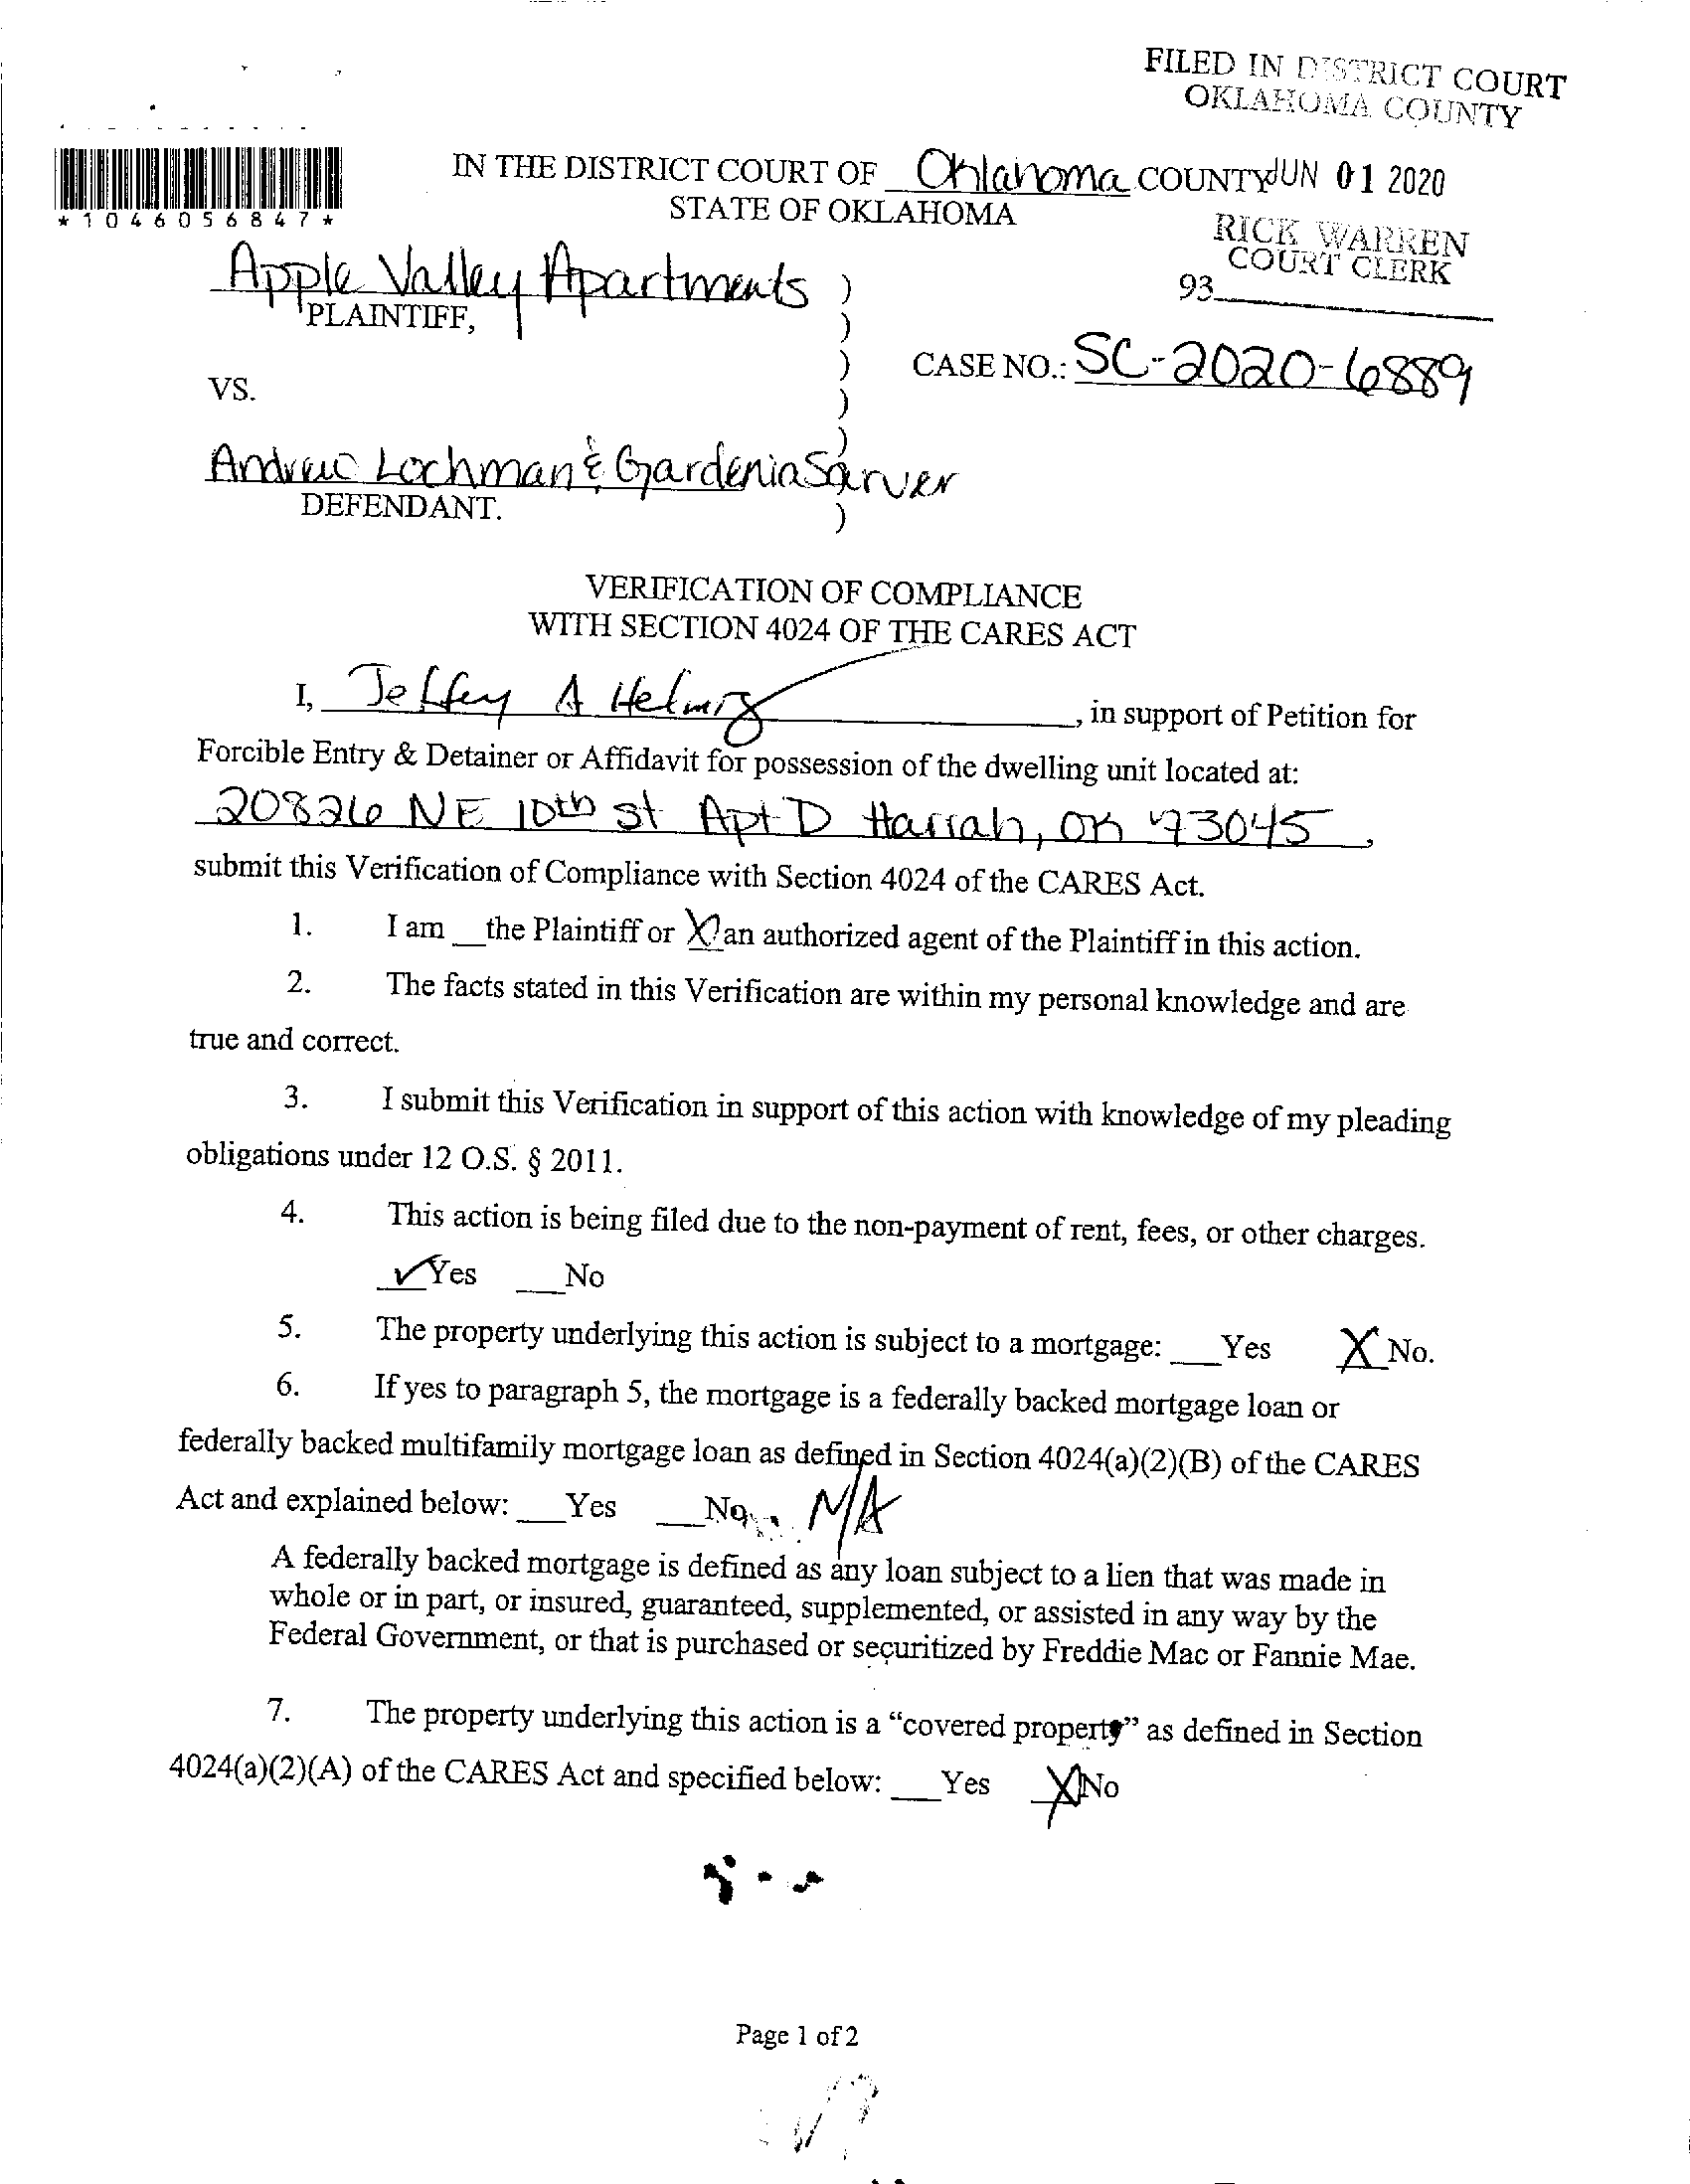 FILED IN DISTRICT COURT
OKLAHOMA COUNTY
IN THE DISTRICT COURT OF Oklahoma COUNTY JUN 01 2020
*1046056847*
STATE OF OKLAHOMA
RICK WARREN
COURT CLERK
93
Apple Valley Apartments )
PLAINTIFF, )
) CASE NO.: SC-2020-6889
VS.
)
)
Andrew Lochman & Gardenia Sarver
DEFENDANT. )
VERIFICATION OF COMPLIANCE
WITH SECTION 4024 OF THE CARES ACT
I, Jeffey A , in support of Petition for
Forcible Entry & Detainer or Affidavit for possession of the dwelling unit located at:
20826 NE 10th st Apt D Harrah, OK 73045,
submit this Verification of Compliance with Section 4024 of the CARES Act.
1. I am __the Plaintiff or X an authorized agent of the Plaintiff in this action.
2. The facts stated in this Verification are within my personal knowledge and are
true and correct.
3. I submit this Verification in support of this action with knowledge of my pleading
obligations under 12 O.S. § 2011.
4. This action is being filed due to the non-payment of rent, fees, or other charges.
✓Yes ___No
5. The property underlying this action is subject to a mortgage: ___Yes X No.
6. If yes to paragraph 5, the mortgage is a federally backed mortgage loan or
federally backed multifamily mortgage loan as defined in Section 4024(a)(2)(B) of the CARES
Act and explained below: ___Yes ___No. N/A
A federally backed mortgage is defined as any loan subject to a lien that was made in
whole or in part, or insured, guaranteed, supplemented, or assisted in any way by the
Federal Government, or that is purchased or securitized by Freddie Mac or Fannie Mae.
7. The property underlying this action is a “covered property” as defined in Section
4024(a)(2)(A) of the CARES Act and specified below: ___Yes X No
Page 1 of 2